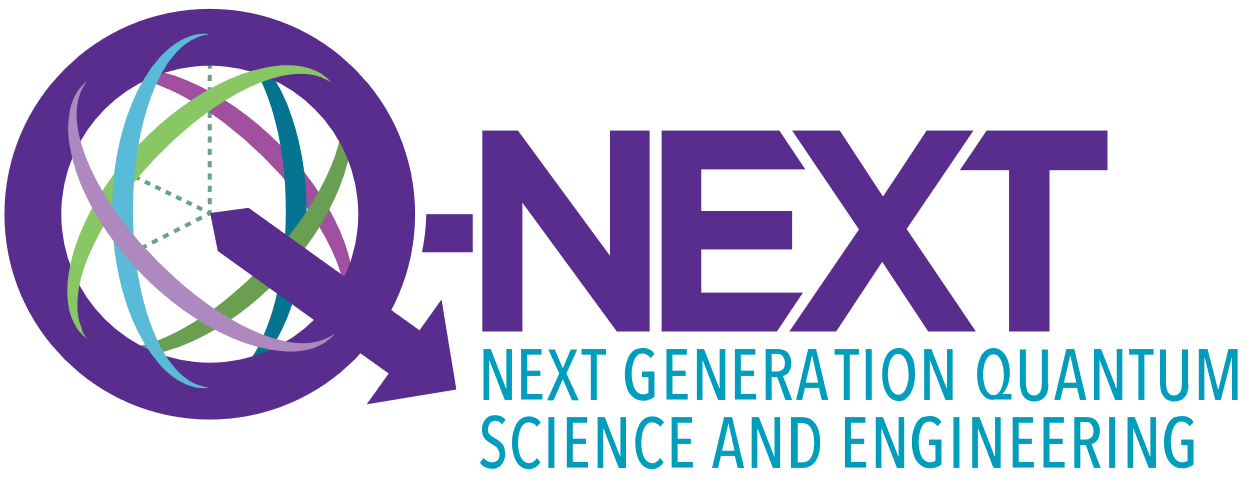 Q-NEXT
NEXT GENERATION QUANTUM
SCIENCE AND ENGINEERING